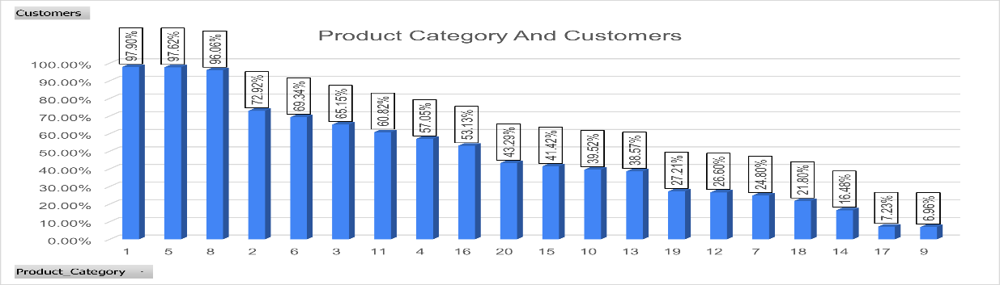 Customers
Product Category And Customers
97.90% 97.62% 96.06% 72.92% 69.34% 65.15% 60.82% 57.05% 53.13% 43.29% 41.42% 39.52% 38.57% 27.21% 26.60% 24.80% 21.80% 16.48% 7.23% 6.96%
100.00%
90.00%
80.00%
70.00%
60.00%
50.00%
40.00%
30.00%
20.00%
10.00%
0.00%
1 5 8 2 6 3 11 4 16 20 15 10 13 19 12 7 18 14 17 9
Product_Category